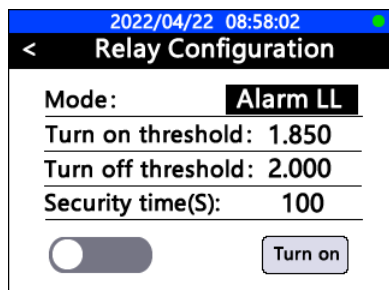 2022/04/22 08:58:02
< Relay Configuration
Mode: Alarm LL
Turn on threshold: 1.850
Turn off threshold: 2.000
Security time(S): 100
Turn on